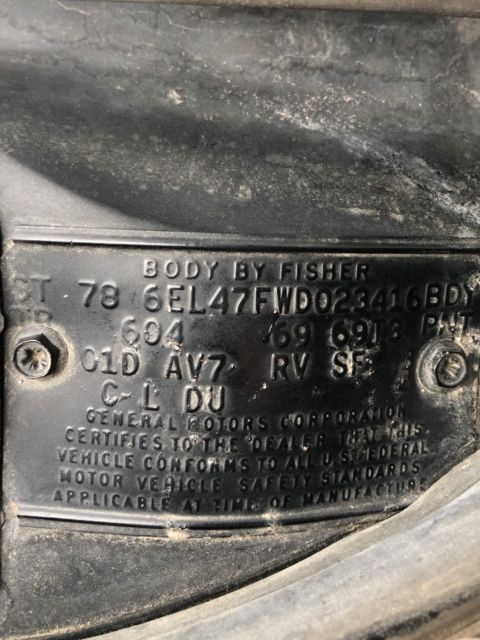 BODY BY FISHER
ST 78 6EL47FWD023416 BDY
TR 604 69 69I3 PNT
01D AV7 RV SF
C L DU
GENERAL MOTORS CORPORATION
CERTIFIES TO THE DEALER THAT THIS
VEHICLE CONFORMS TO ALL U.S. FEDERAL
MOTOR VEHICLE SAFETY STANDARDS
APPLICABLE AT TIME OF MANUFACTURE